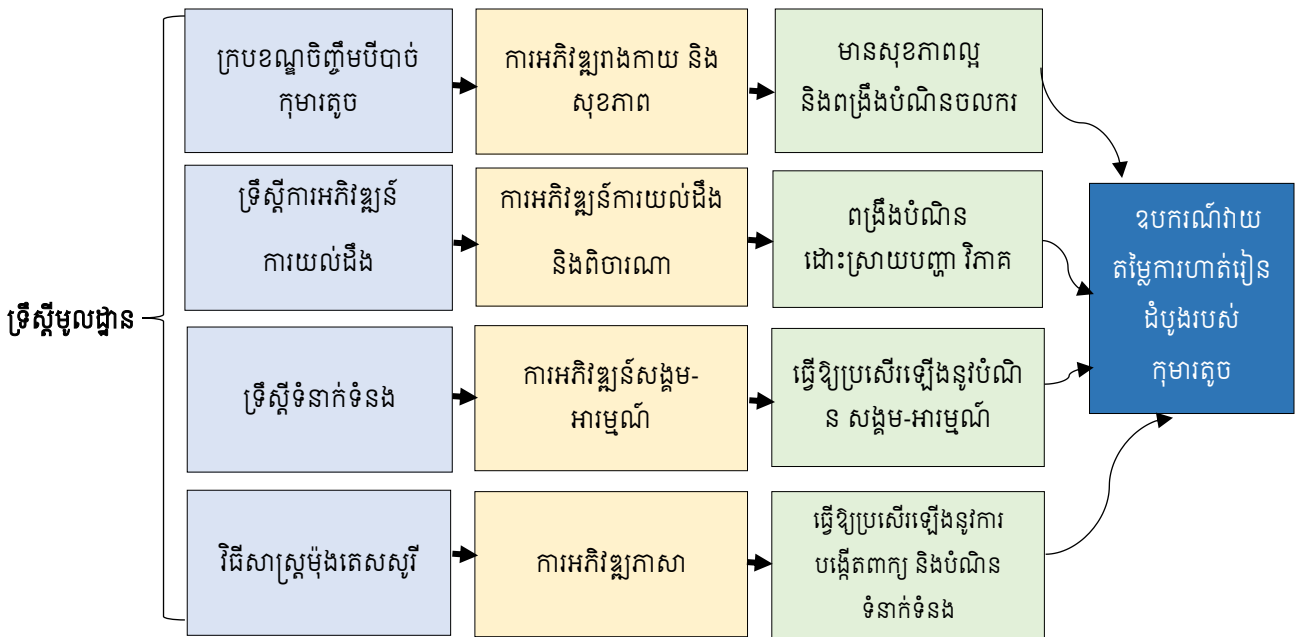 ទ្រឹស្តីមូលដ្ឋាន
ក្របខណ្ឌចិញ្ចឹមបីបាច់
កុមារតូច
ការអភិវឌ្ឍរាងកាយ និង
សុខភាព
មានសុខភាពល្អ
និងពង្រឹងបំណិនចលករ
ទ្រឹស្តីការអភិវឌ្ឍន៍
ការយល់ដឹង
ការអភិវឌ្ឍន៍ការយល់ដឹង
និងពិចារណា
ពង្រឹងបំណិន
ដោះស្រាយបញ្ហា វិភាគ
ទ្រឹស្តីទំនាក់ទំនង
ការអភិវឌ្ឍន៍សង្គម-
អារម្មណ៍
ធ្វើឱ្យប្រសើរឡើងនូវបំណិ
ន សង្គម-អារម្មណ៍
វិធីសាស្ត្រម៉ុងតេសសូរី
ការអភិវឌ្ឍភាសា
ធ្វើឱ្យប្រសើរឡើងនូវការ
បង្កើតពាក្យ និងបំណិន
ទំនាក់ទំនង
ឧបករណ៍វាយ
តម្លៃការហាត់រៀន
ដំបូងរបស់
កុមារតូច